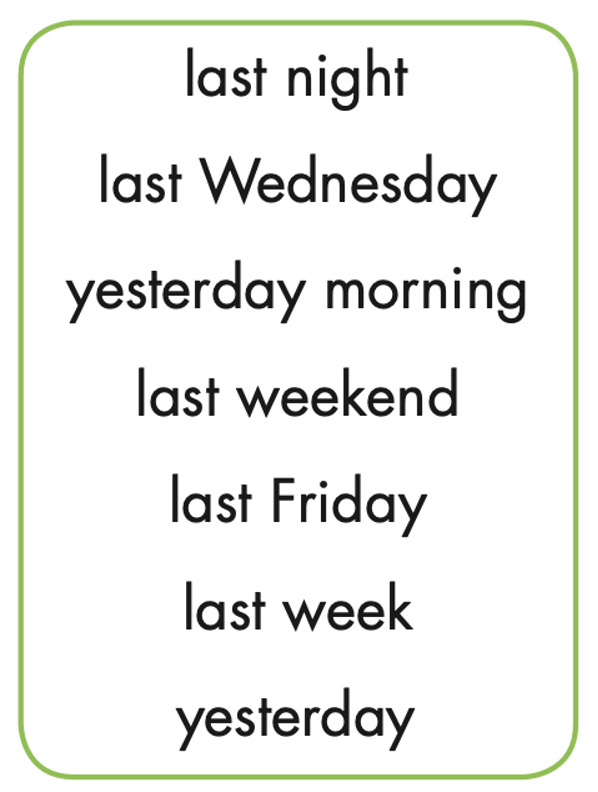 last night
last Wednesday
yesterday morning
last weekend
last Friday
last week
yesterday